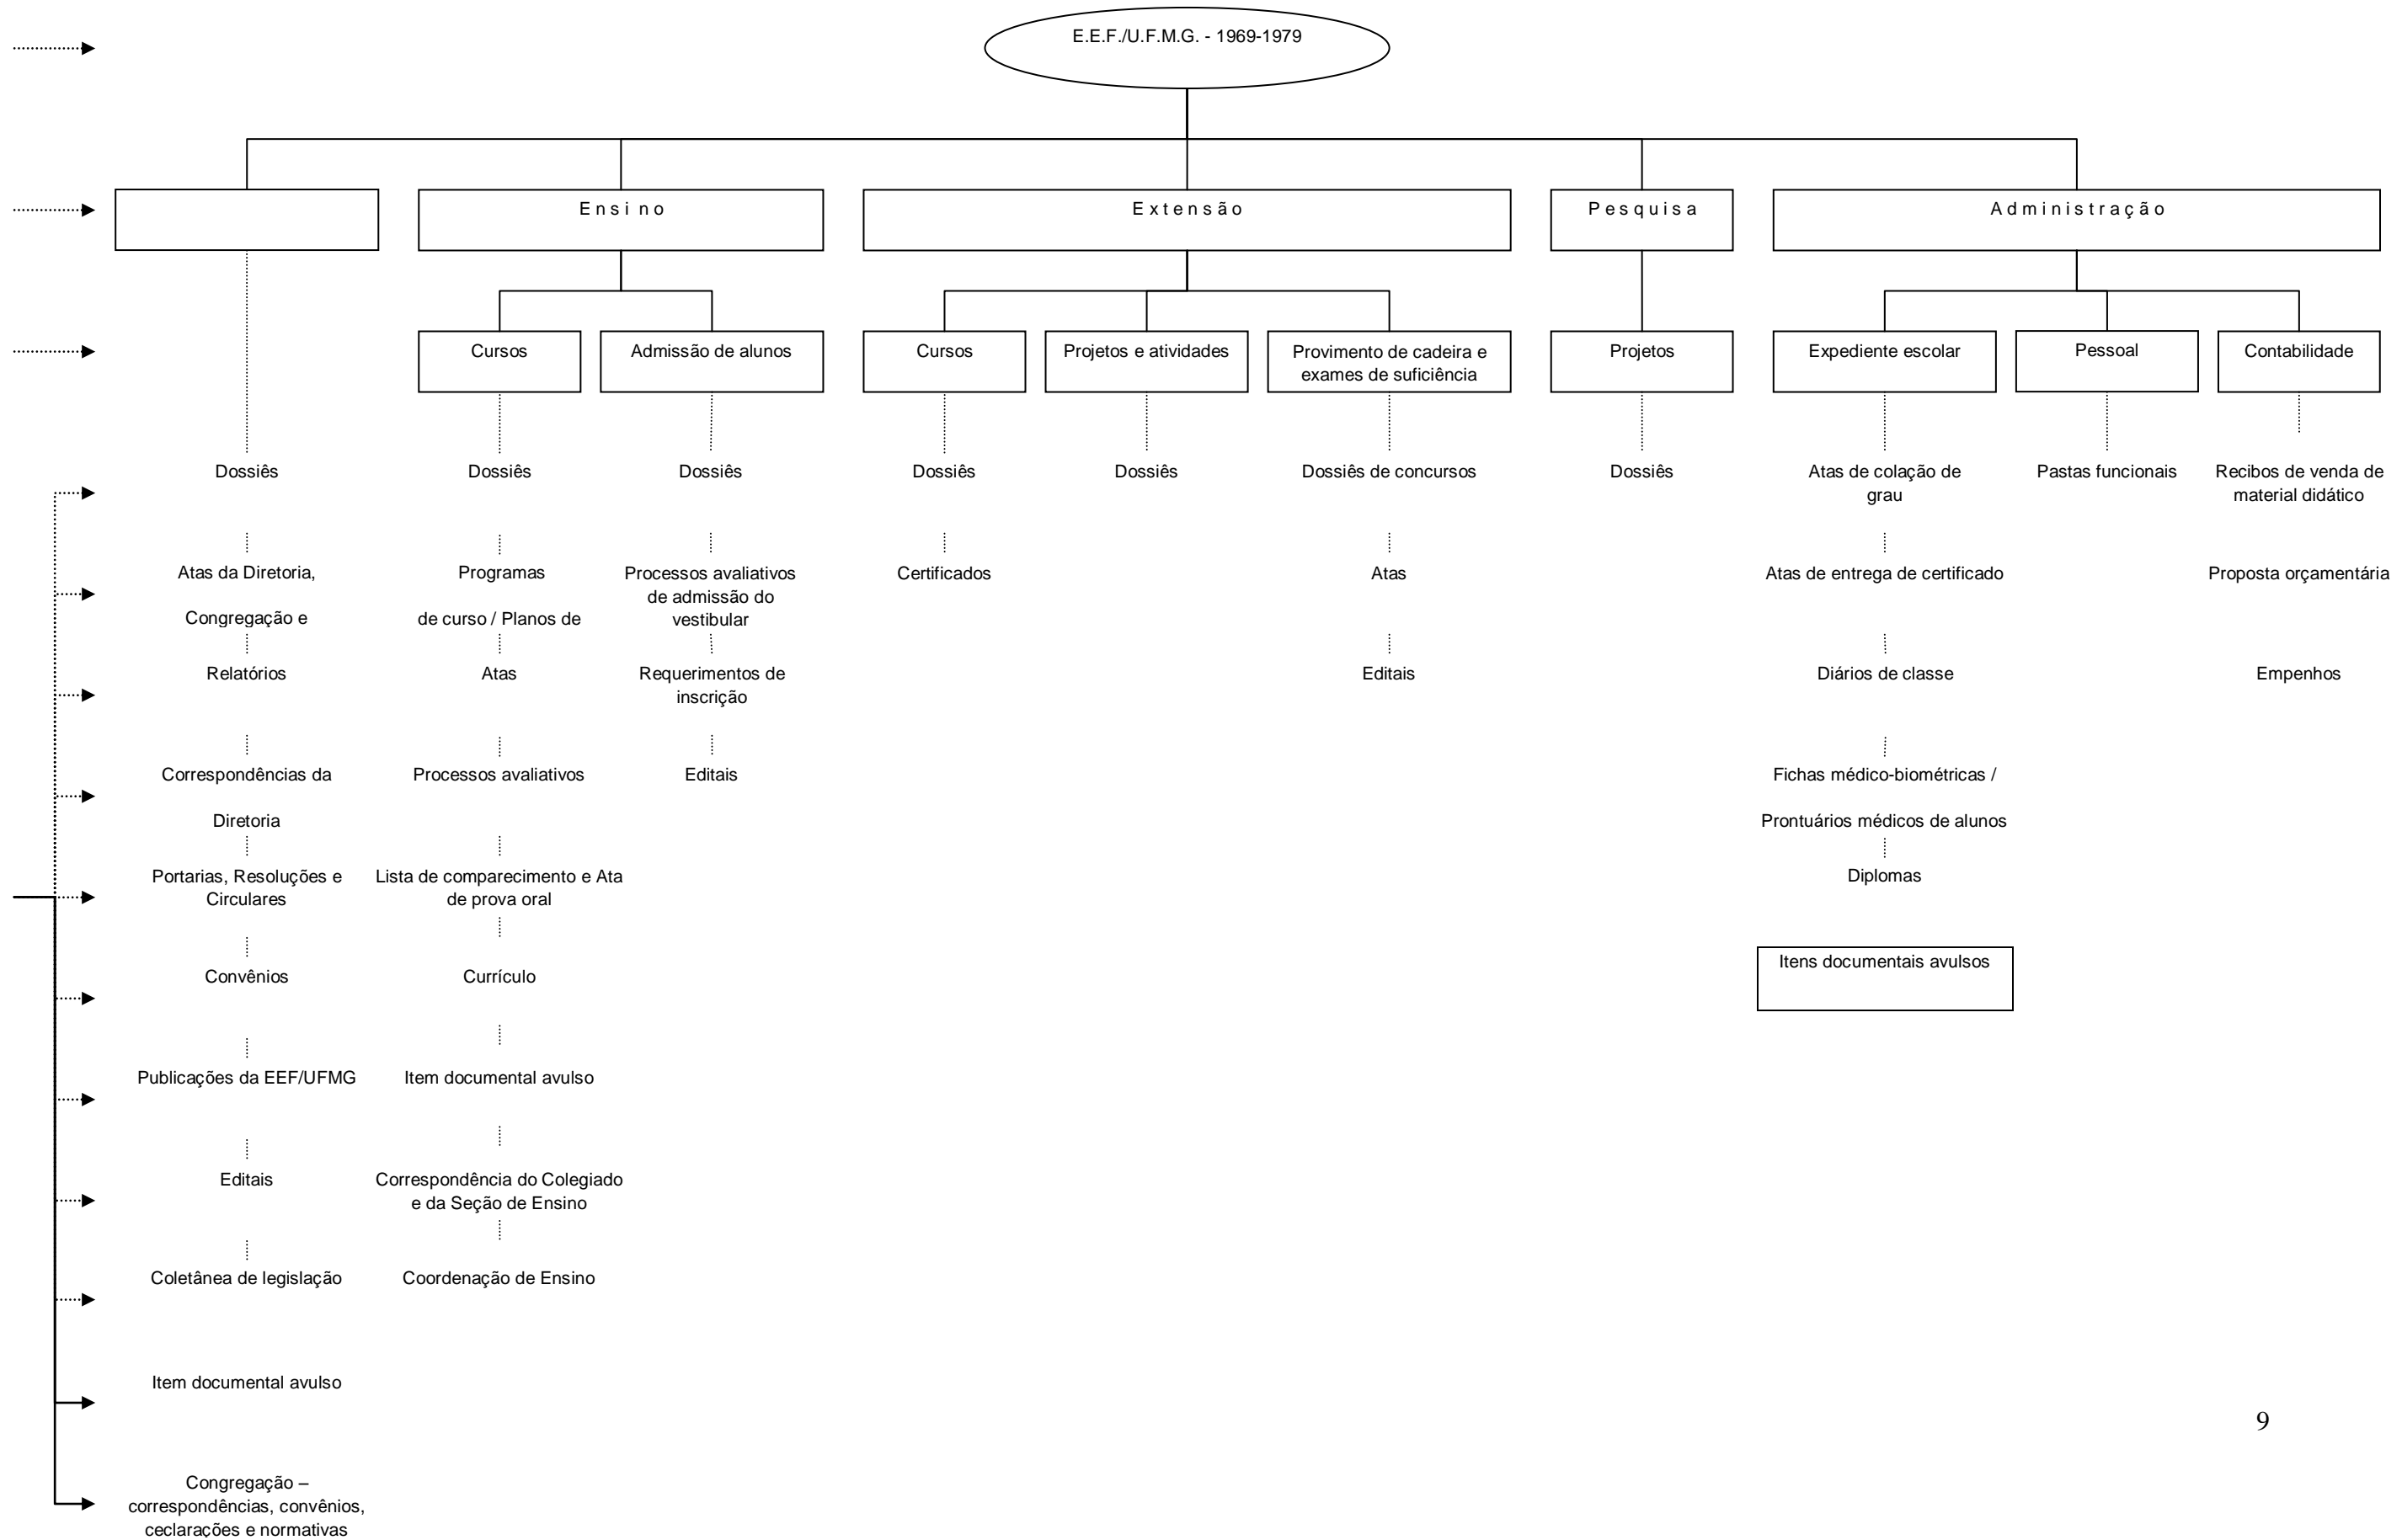 E.E.F./U.F.M.G. - 1969-1979
Ensino
Extensão
Pesquisa
Administração
Cursos
Admissão de alunos
Cursos
Projetos e atividades
Provimento de cadeira e
exames de suficiência
Projetos
Expediente escolar
Pessoal
Contabilidade
Dossiês
Dossiês
Dossiês
Dossiês
Dossiês
Dossiês de concursos
Dossiês
Atas de colação de
grau
Pastas funcionais
Recibos de venda de
material didático
Atas da Diretoria,
Congregação e
Programas
de curso / Planos de
Processos avaliativos
de admissão do
vestibular
Certificados
Atas
Atas de entrega de certificado
Proposta orçamentária
Relatórios
Atas
Requerimentos de
inscrição
Editais
Diários de classe
Empenhos
Correspondências da
Diretoria
Processos avaliativos
Editais
Fichas médico-biométricas /
Prontuários médicos de alunos
Portarias, Resoluções e
Circulares
Lista de comparecimento e Ata
de prova oral
Diplomas
Convênios
Currículo
Itens documentais avulsos
Publicações da EEF/UFMG
Item documental avulso
Editais
Correspondência do Colegiado
e da Seção de Ensino
Coletânea de legislação
Coordenação de Ensino
Item documental avulso
9
Congregação –
correspondências, convênios,
ceclarações e normativas